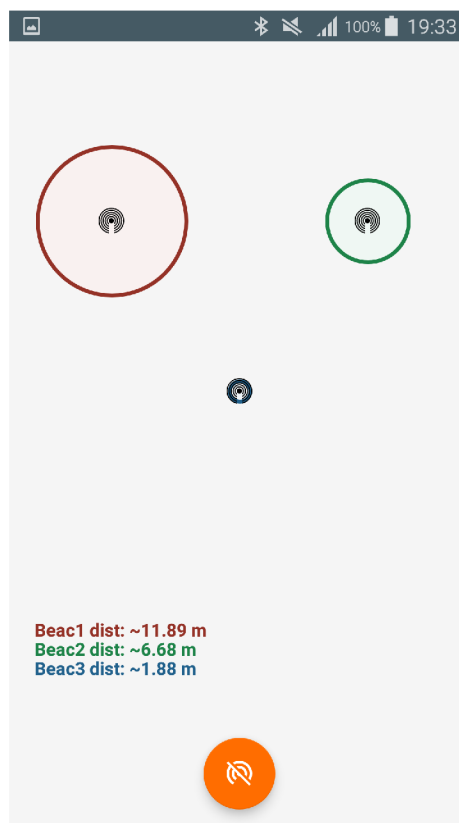 100% 19:33
Beac1 dist: ~11.89 m
Beac2 dist: ~6.68 m
Beac3 dist: ~1.88 m